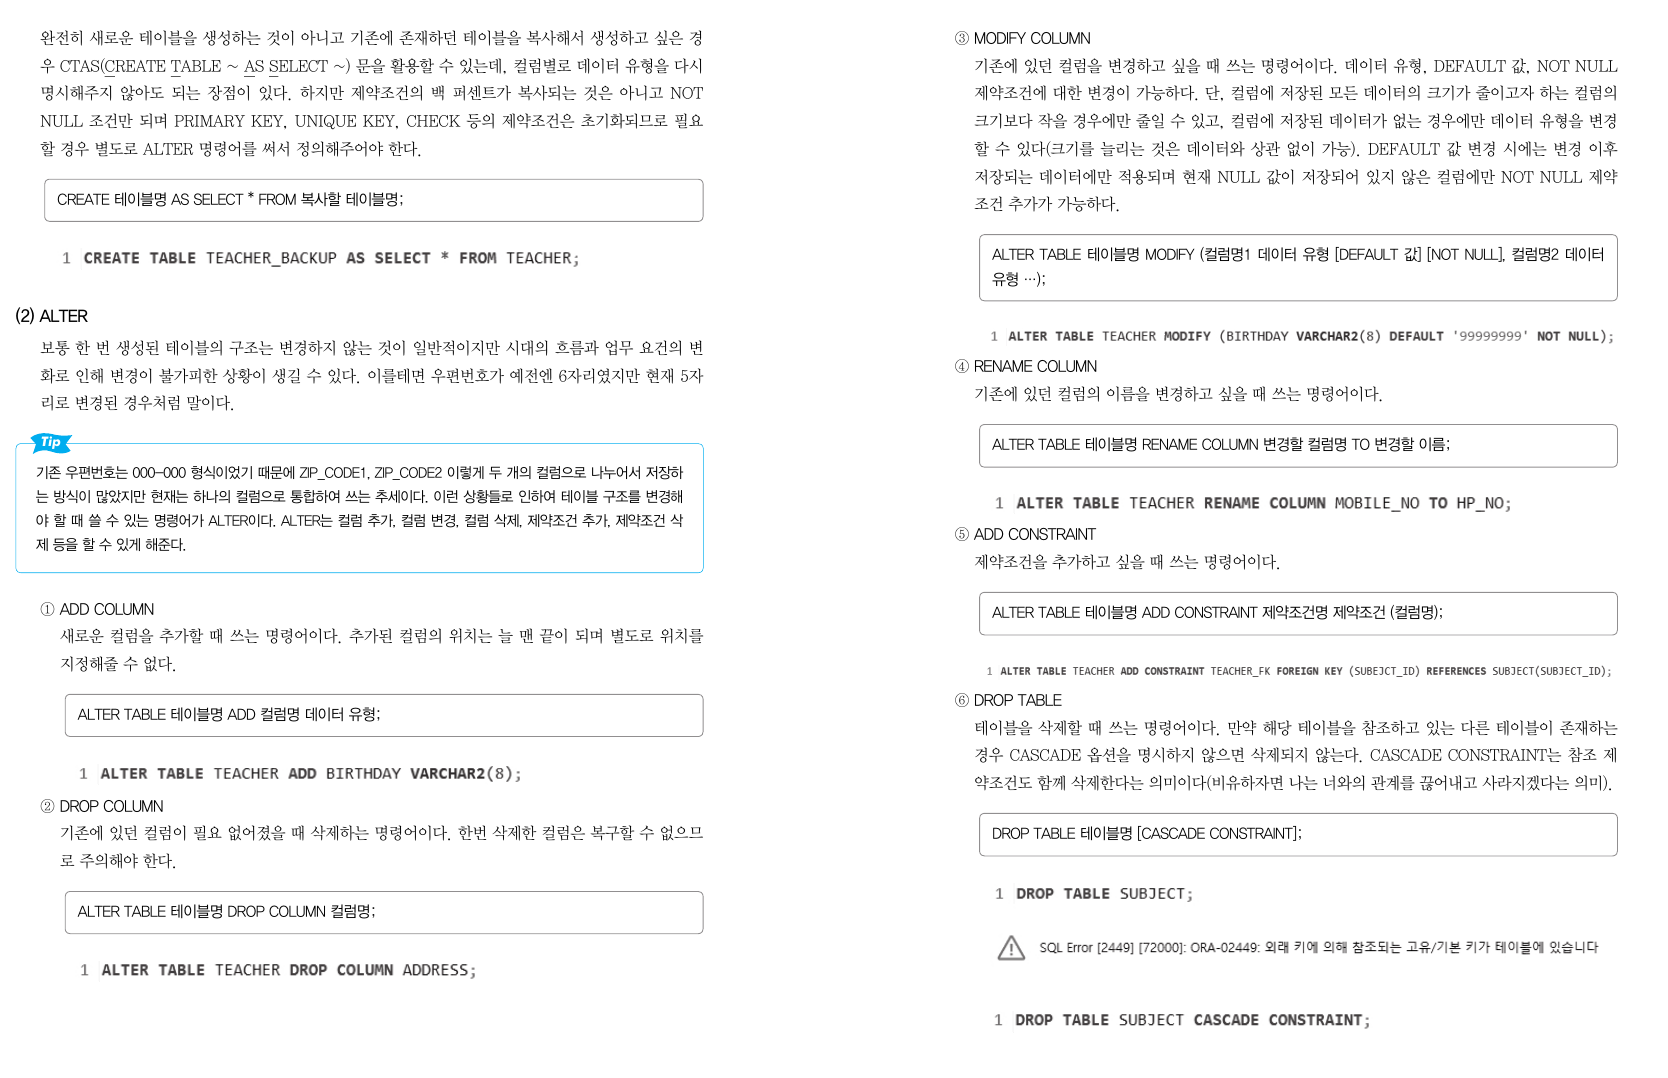 완전히 새로운 테이블을 생성하는 것이 아니고 기존에 존재하던 테이블을 복사해서 생성하고 싶은 경
우 CTAS(CREATE TABLE ~ AS SELECT ~) 문을 활용할 수 있는데, 컬럼별로 데이터 유형을 다시
명시해주지 않아도 되는 장점이 있다. 하지만 제약조건의 백 퍼센트가 복사되는 것은 아니고 NOT
NULL 조건만 되며 PRIMARY KEY, UNIQUE KEY, CHECK 등의 제약조건은 초기화되므로 필요
할 경우 별도로 ALTER 명령어를 써서 정의해주어야 한다.
CREATE 테이블명 AS SELECT * FROM 복사할 테이블명;
1 CREATE TABLE TEACHER_BACKUP AS SELECT * FROM TEACHER;
(2) ALTER
보통 한 번 생성된 테이블의 구조는 변경하지 않는 것이 일반적이지만 시대의 흐름과 업무 요건의 변
화로 인해 변경이 불가피한 상황이 생길 수 있다. 이를테면 우편번호가 예전엔 6자리였지만 현재 5자
리로 변경된 경우처럼 말이다.
Tip
기존 우편번호는 000-000 형식이었기 때문에 ZIP_CODE1, ZIP_CODE2 이렇게 두 개의 컬럼으로 나누어서 저장하
는 방식이 많았지만 현재는 하나의 컬럼으로 통합하여 쓰는 추세이다. 이런 상황들로 인하여 테이블 구조를 변경해
야 할 때 쓸 수 있는 명령어가 ALTER이다. ALTER는 컬럼 추가, 컬럼 변경, 컬럼 삭제, 제약조건 추가, 제약조건 삭
제 등을 할 수 있게 해준다.
① ADD COLUMN
새로운 컬럼을 추가할 때 쓰는 명령어이다. 추가된 컬럼의 위치는 늘 맨 끝이 되며 별도로 위치를
지정해줄 수 없다.
ALTER TABLE 테이블명 ADD 컬럼명 데이터 유형;
1 ALTER TABLE TEACHER ADD BIRTHDAY VARCHAR2(8);
② DROP COLUMN
기존에 있던 컬럼이 필요 없어졌을 때 삭제하는 명령어이다. 한번 삭제한 컬럼은 복구할 수 없으므
로 주의해야 한다.
ALTER TABLE 테이블명 DROP COLUMN 컬럼명;
1 ALTER TABLE TEACHER DROP COLUMN ADDRESS;
③ MODIFY COLUMN
기존에 있던 컬럼을 변경하고 싶을 때 쓰는 명령어이다. 데이터 유형, DEFAULT 값, NOT NULL
제약조건에 대한 변경이 가능하다. 단, 컬럼에 저장된 모든 데이터의 크기가 줄이고자 하는 컬럼의
크기보다 작을 경우에만 줄일 수 있고, 컬럼에 저장된 데이터가 없는 경우에만 데이터 유형을 변경
할 수 있다(크기를 늘리는 것은 데이터와 상관 없이 가능). DEFAULT 값 변경 시에는 변경 이후
저장되는 데이터에만 적용되며 현재 NULL 값이 저장되어 있지 않은 컬럼에만 NOT NULL 제약
조건 추가가 가능하다.
ALTER TABLE 테이블명 MODIFY (컬럼명1 데이터 유형 [DEFAULT 값] [NOT NULL], 컬럼명2 데이터
유형 …);
1 ALTER TABLE TEACHER MODIFY (BIRTHDAY VARCHAR2(8) DEFAULT '99999999' NOT NULL);
④ RENAME COLUMN
기존에 있던 컬럼의 이름을 변경하고 싶을 때 쓰는 명령어이다.
ALTER TABLE 테이블명 RENAME COLUMN 변경할 컬럼명 TO 변경할 이름;
1 ALTER TABLE TEACHER RENAME COLUMN MOBILE_NO TO HP_NO;
⑤ ADD CONSTRAINT
제약조건을 추가하고 싶을 때 쓰는 명령어이다.
ALTER TABLE 테이블명 ADD CONSTRAINT 제약조건명 제약조건 (컬럼명);
1 ALTER TABLE TEACHER ADD CONSTRAINT TEACHER_FK FOREIGN KEY (SUBEJCT_ID) REFERENCES SUBJECT(SUBJECT_ID);
⑥ DROP TABLE
테이블을 삭제할 때 쓰는 명령어이다. 만약 해당 테이블을 참조하고 있는 다른 테이블이 존재하는
경우 CASCADE 옵션을 명시하지 않으면 삭제되지 않는다. CASCADE CONSTRAINT는 참조 제
약조건도 함께 삭제한다는 의미이다(비유하자면 나는 너와의 관계를 끊어내고 사라지겠다는 의미).
DROP TABLE 테이블명 [CASCADE CONSTRAINT];
1 DROP TABLE SUBJECT;
SQL Error [2449] [72000]: ORA-02449: 외래 키에 의해 참조되는 고유/기본 키가 테이블에 있습니다
1 DROP TABLE SUBJECT CASCADE CONSTRAINT;